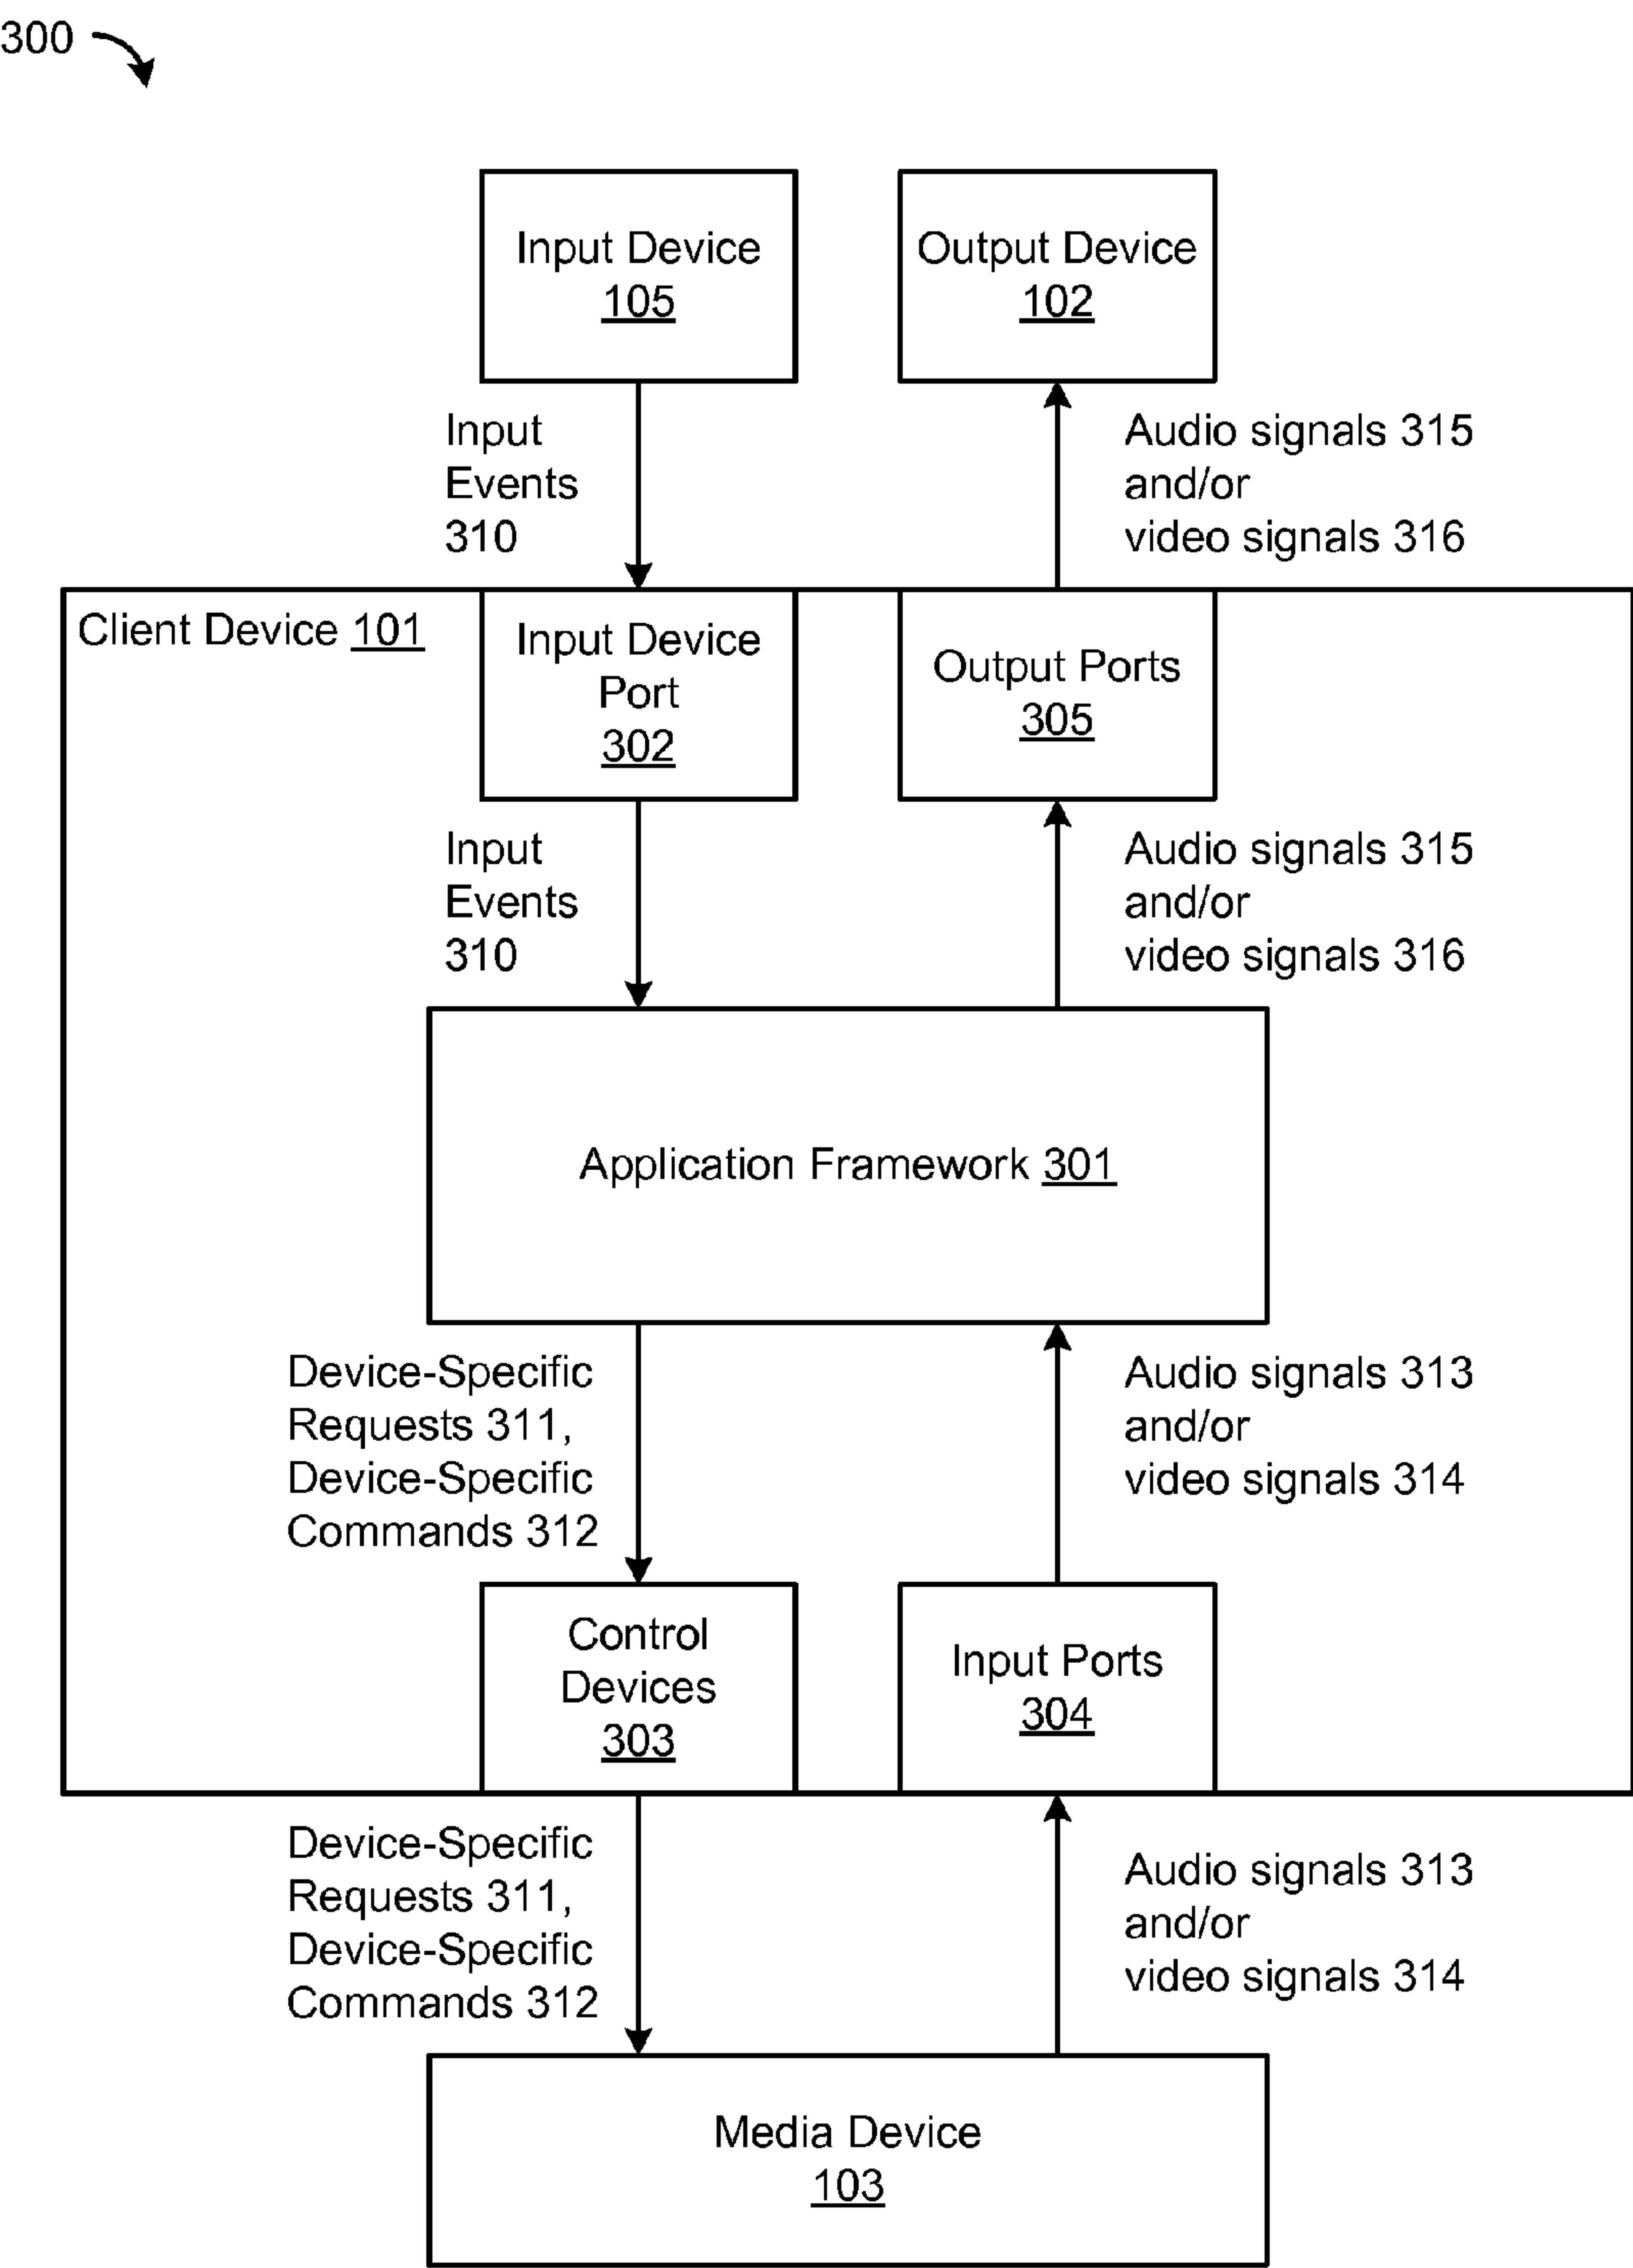 300
Input Device
105
Output Device
102
Input
Events
310
Audio signals 315
and/or
video signals 316
Client Device 101
Input Device
Port
302
Output Ports
305
Input
Events
310
Audio signals 315
and/or
video signals 316
Application Framework 301
Device-Specific
Requests 311,
Device-Specific
Commands 312
Audio signals 313
and/or
video signals 314
Control
Devices
303
Input Ports
304
Device-Specific
Requests 311,
Device-Specific
Commands 312
Audio signals 313
and/or
video signals 314
Media Device
103